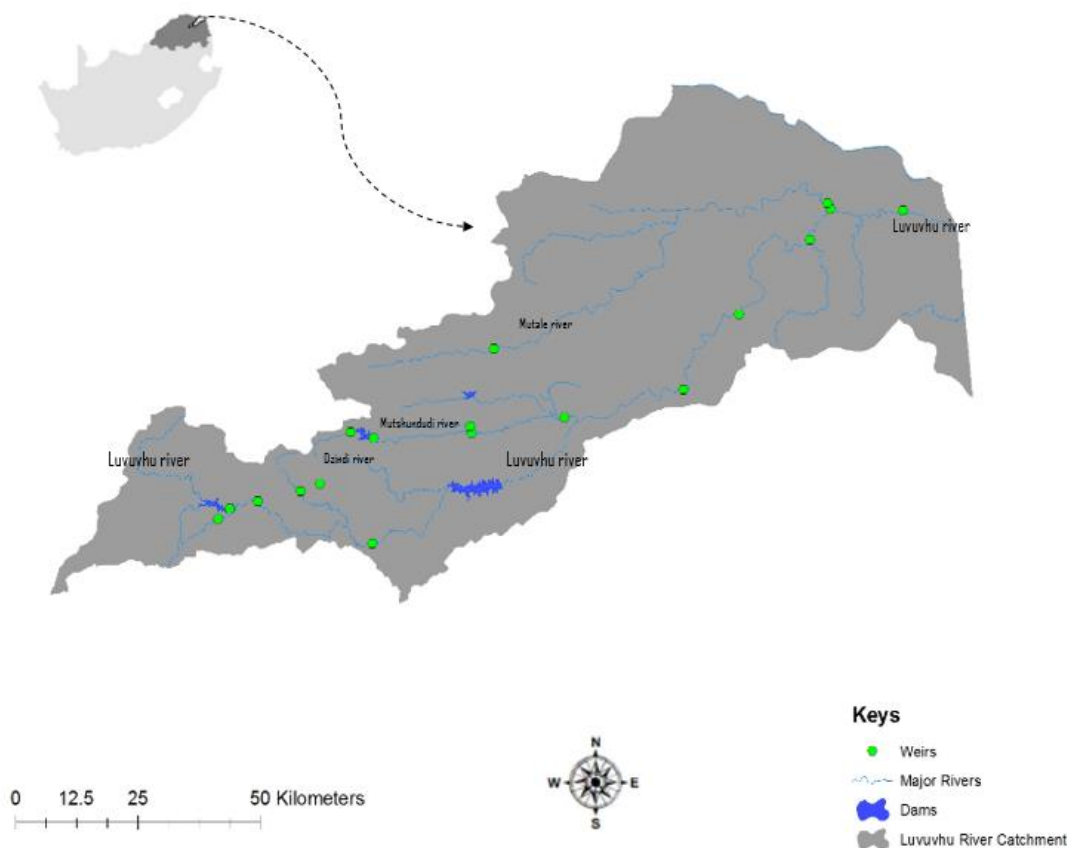 Luvuvhu river
Mutale river
Mutshundudi river
Luvuvhu river
Dzindi river
Luvuvhu river
Keys
Weirs
Major Rivers
Dams
Luvuvhu River Catchment
N
W E
S
0 12.5 25 50 Kilometers